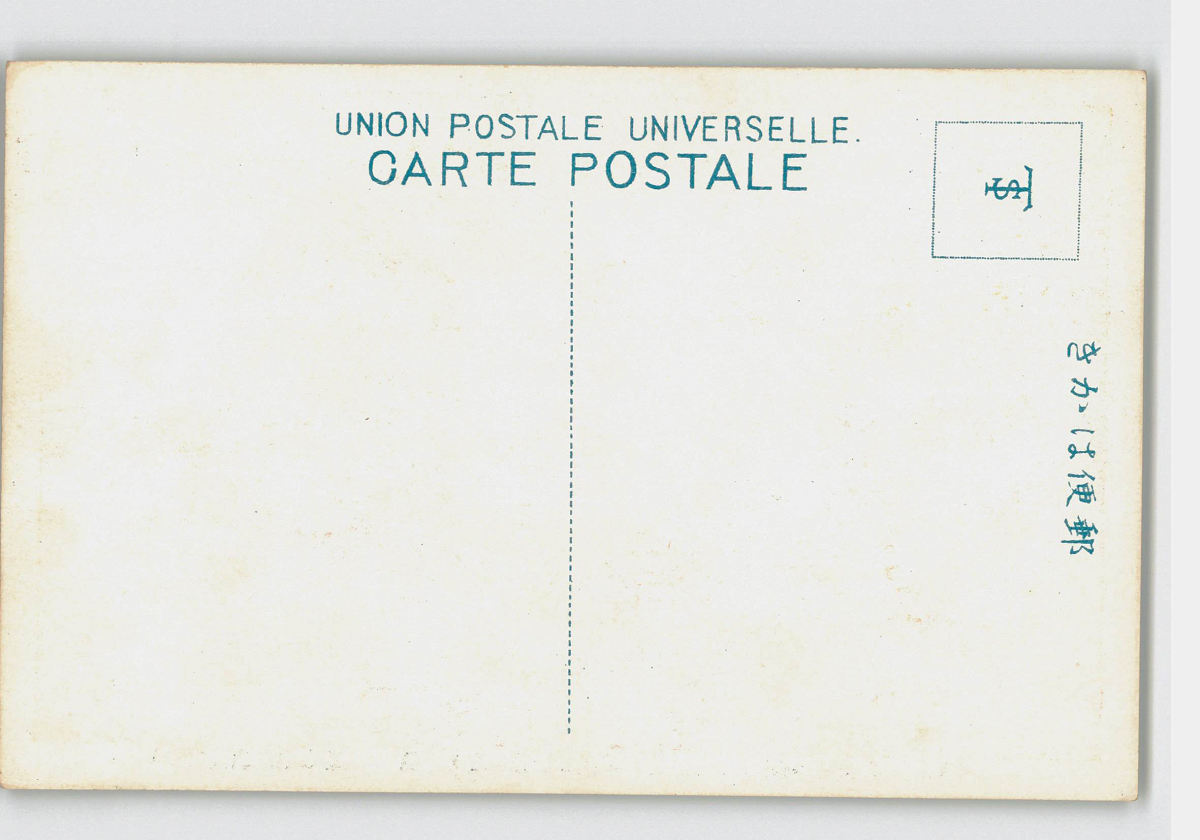 UNION POSTALE UNIVERSELLE.
CARTE POSTALE
郵便はかき